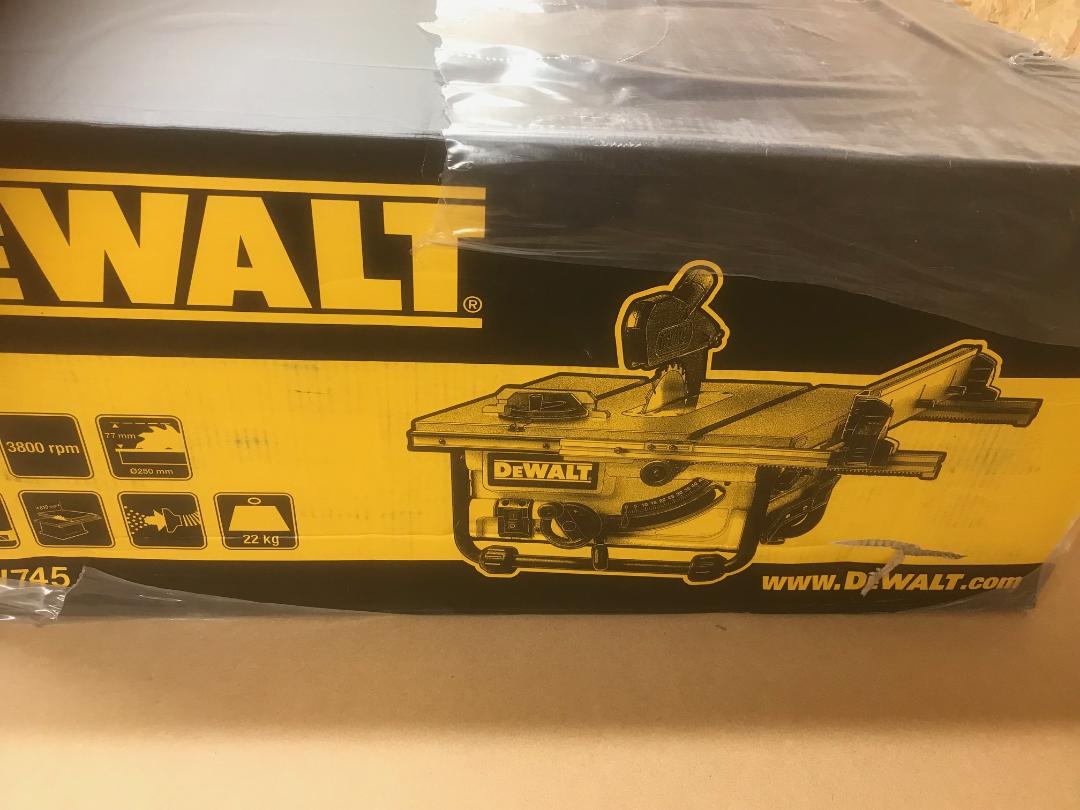 EWALT®
3800 rpm
77 mm
Ø250 mm
22 kg
DEWALT
745
www.DEWALT.com